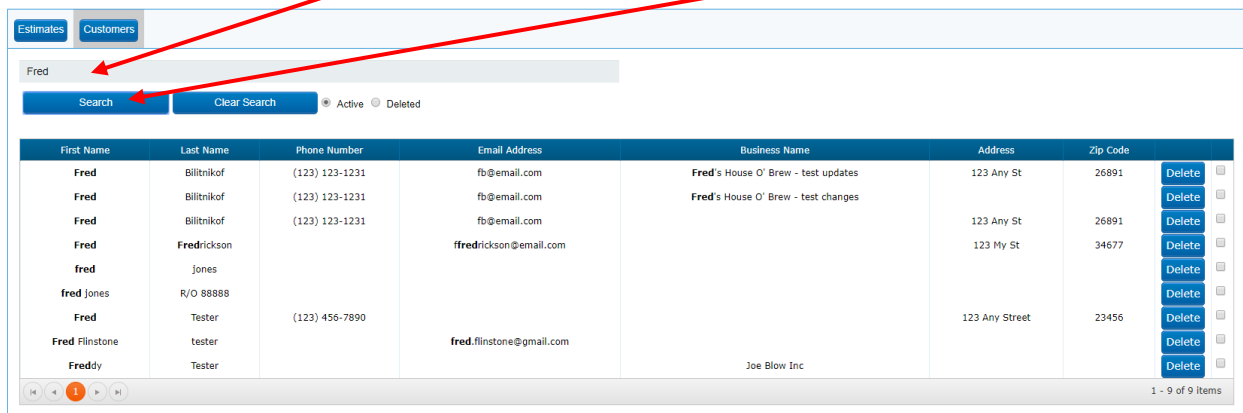 Estimates Customers
Fred
Search Clear Search Active Deleted
First Name Last Name Phone Number Email Address Business Name Address Zip Code
Fred Bilitnikof (123) 123-1231 fb@email.com Fred's House O' Brew - test updates 123 Any St 26891 Delete
Fred Bilitnikof (123) 123-1231 fb@email.com Fred's House O' Brew - test changes Delete
Fred Bilitnikof (123) 123-1231 fb@email.com 123 Any St 26891 Delete
Fred Fredrickson ffredrickson@email.com 123 My St 34677 Delete
fred jones Delete
fred jones R/O 88888 Delete
Fred Tester (123) 456-7890 123 Any Street 23456 Delete
Fred Flinstone tester fred.flinstone@gmail.com Delete
Freddy Tester Joe Blow Inc Delete
1 1 - 9 of 9 items